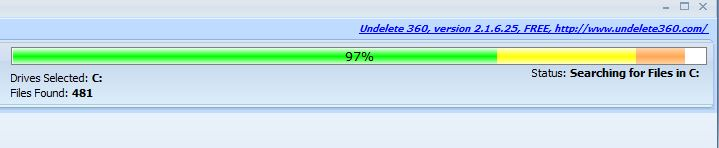 Undelete 360, version 2.1.6.25, FREE, http://www.undelete360.com/
97%
Drives Selected: C:
Status: Searching for Files in C:
Files Found: 481